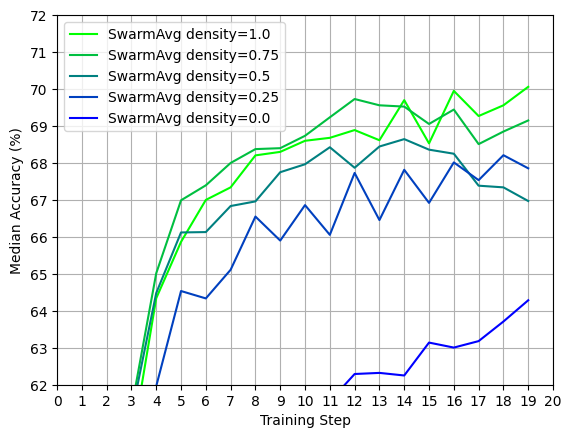 72
71
70
69
68
67
66
65
64
63
62
Median Accuracy (%)
SwarmAvg density=1.0
SwarmAvg density=0.75
SwarmAvg density=0.5
SwarmAvg density=0.25
SwarmAvg density=0.0
0 1 2 3 4 5 6 7 8 9 10 11 12 13 14 15 16 17 18 19 20
Training Step